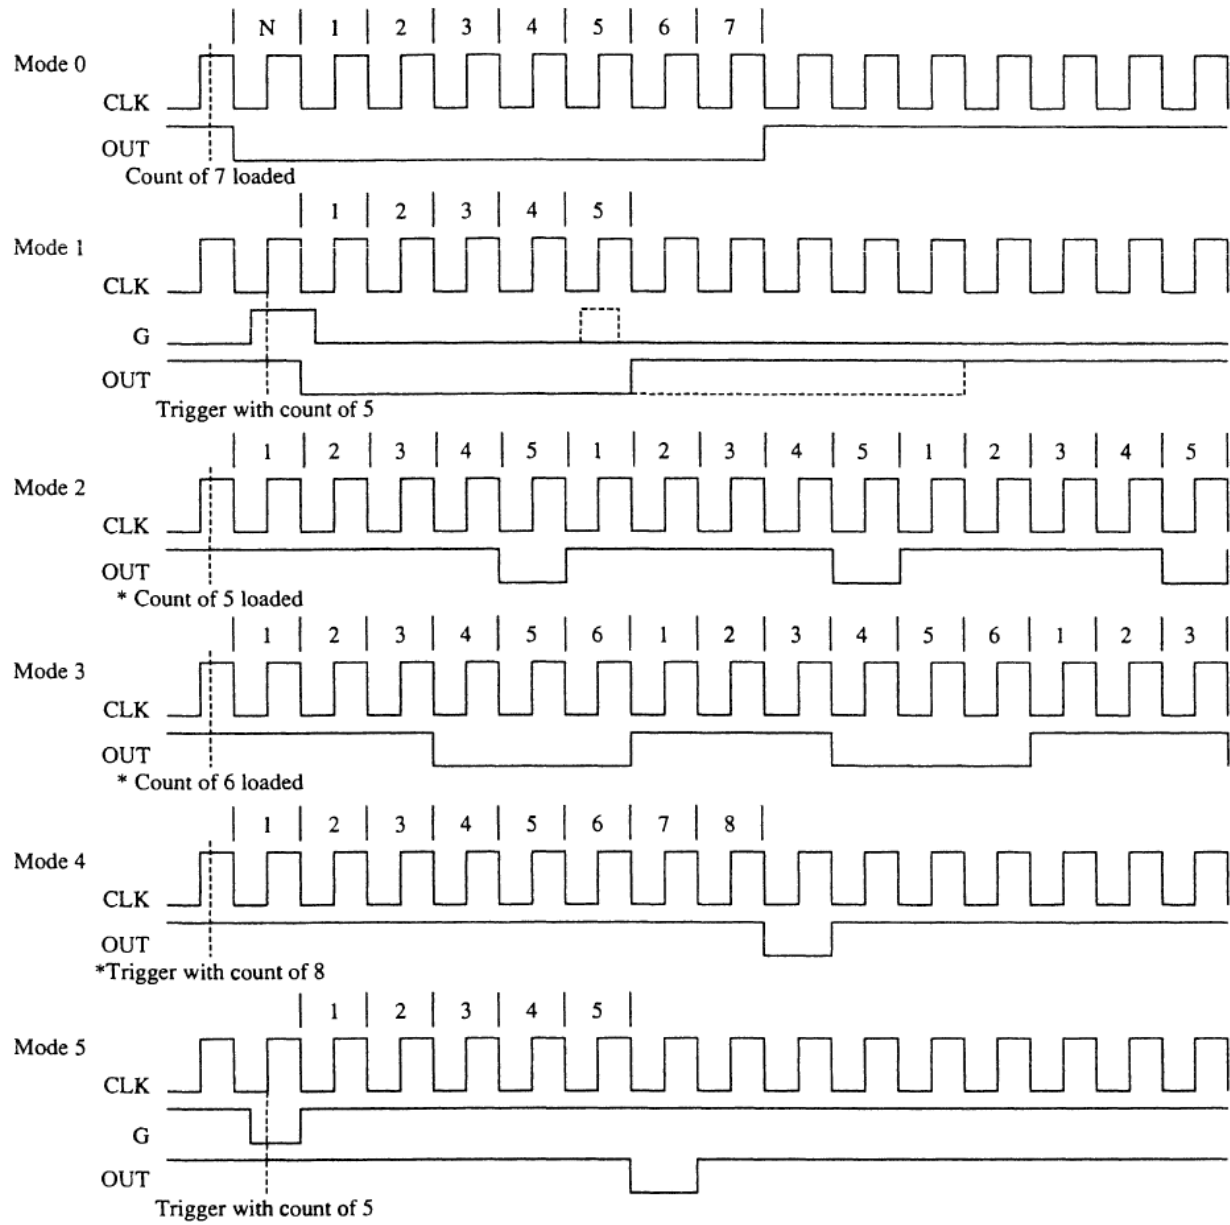 N 1 2 3 4 5 6 7
Mode 0
CLK
OUT
Count of 7 loaded
1 2 3 4 5
Mode 1
CLK
G
OUT
Trigger with count of 5
1 2 3 4 5 1 2 3 4 5 1 2 3 4 5
Mode 2
CLK
OUT
* Count of 5 loaded
1 2 3 4 5 6 1 2 3 4 5 6 1 2 3
Mode 3
CLK
OUT
* Count of 6 loaded
1 2 3 4 5 6 7 8
Mode 4
CLK
OUT
*Trigger with count of 8
1 2 3 4 5
Mode 5
CLK
G
OUT
Trigger with count of 5